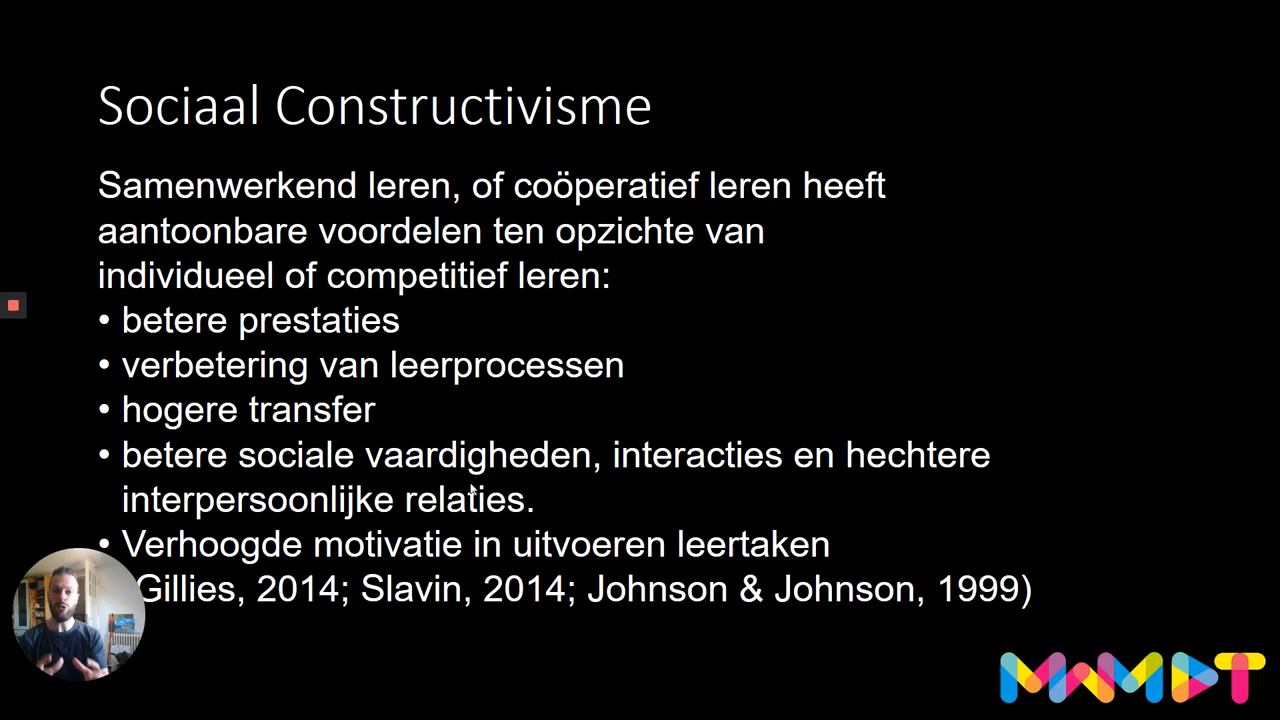 Sociaal Constructivisme
Samenwerkend leren, of coöperatief leren heeft
aantoonbare voordelen ten opzichte van
individueel of competitief leren:
• betere prestaties
• verbetering van leerprocessen
• hogere transfer
• betere sociale vaardigheden, interacties en hechtere
interpersoonlijke relaties.
• Verhoogde motivatie in uitvoeren leertaken
Gillies, 2014; Slavin, 2014; Johnson & Johnson, 1999)